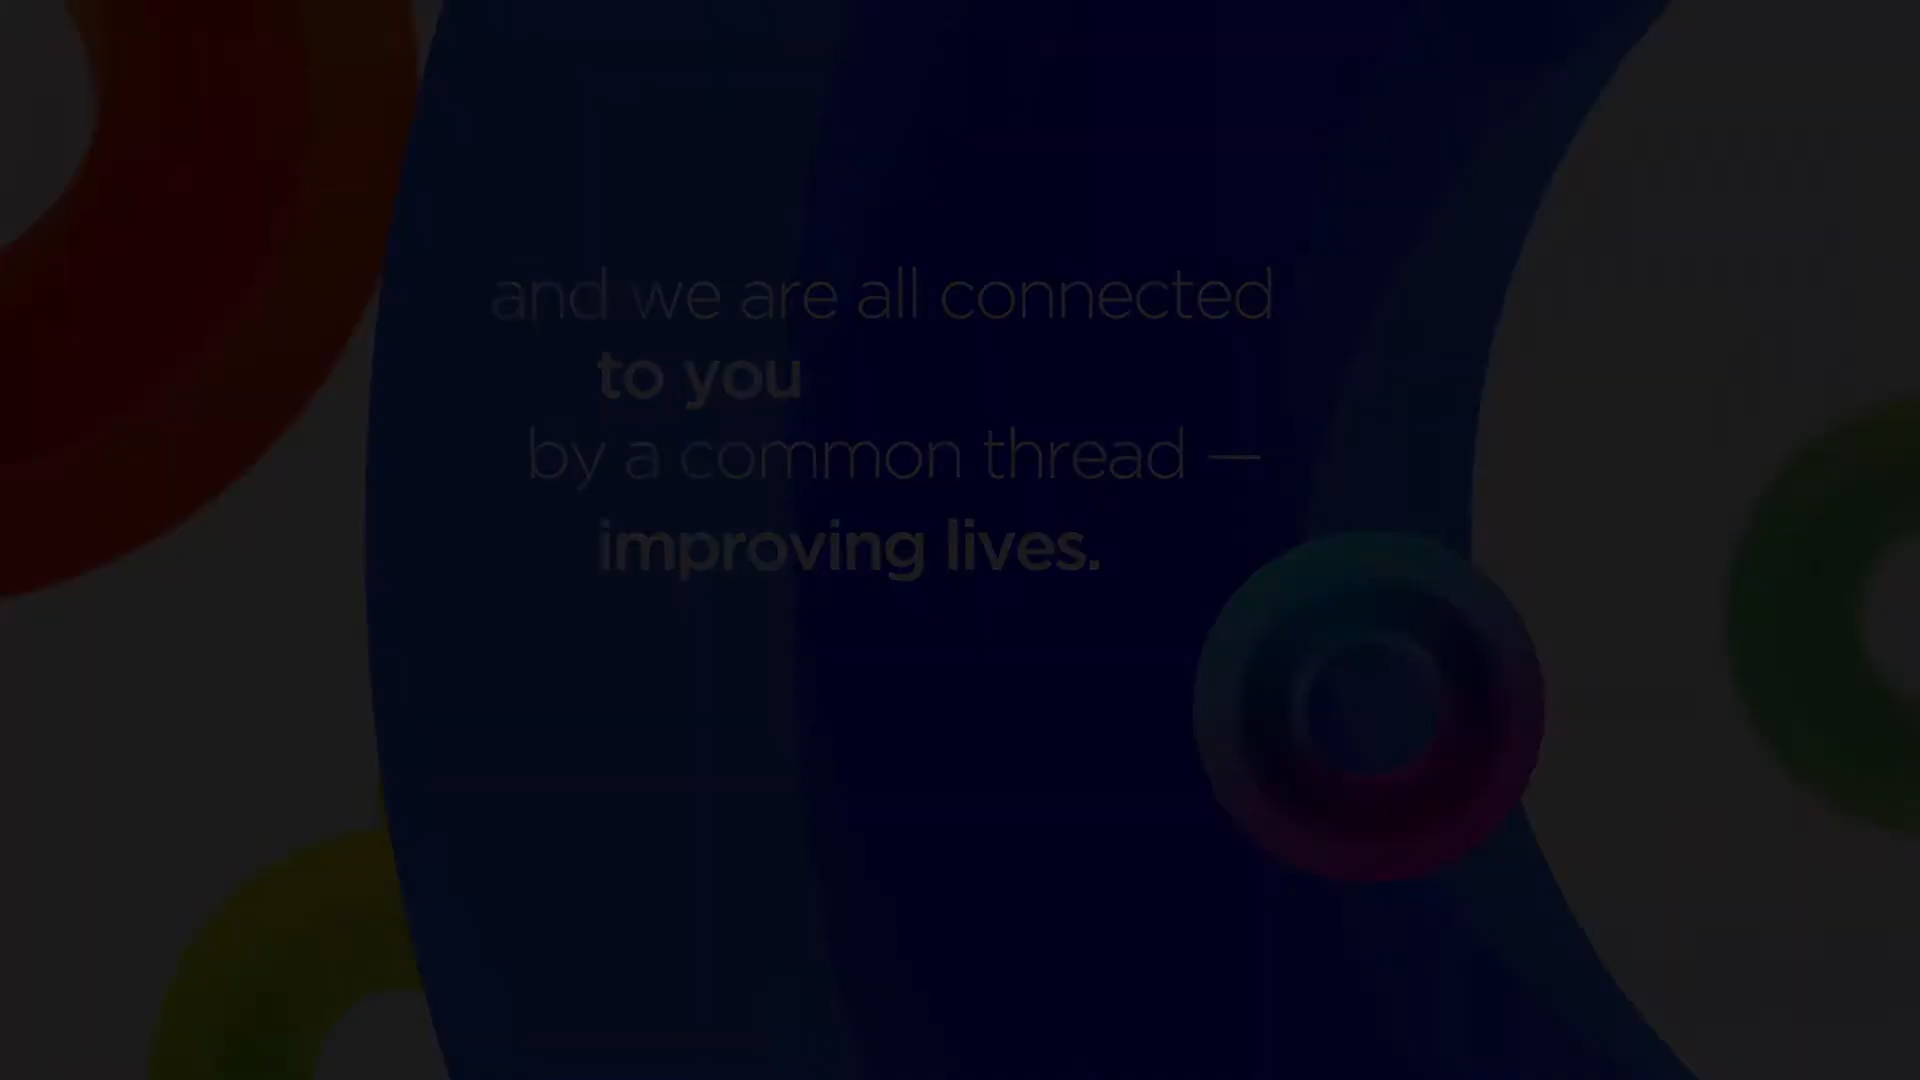 and we are all connected
to you
by a common thread —
improving lives.